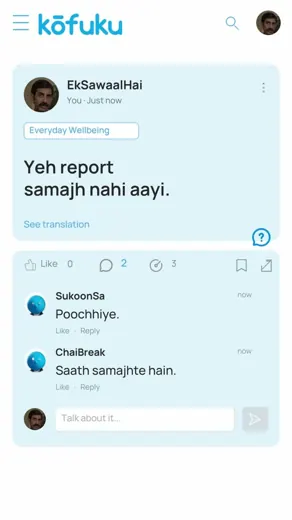 kōfuku
EkSawaalHai
You · Just now
Everyday Wellbeing
Yeh report
samajh nahi aayi.
See translation
?
Like 0 2 3
SukoonSa now
Poochhiye.
Like · Reply
ChaiBreak now
Saath samajhte hain.
Like · Reply
Talk about it...